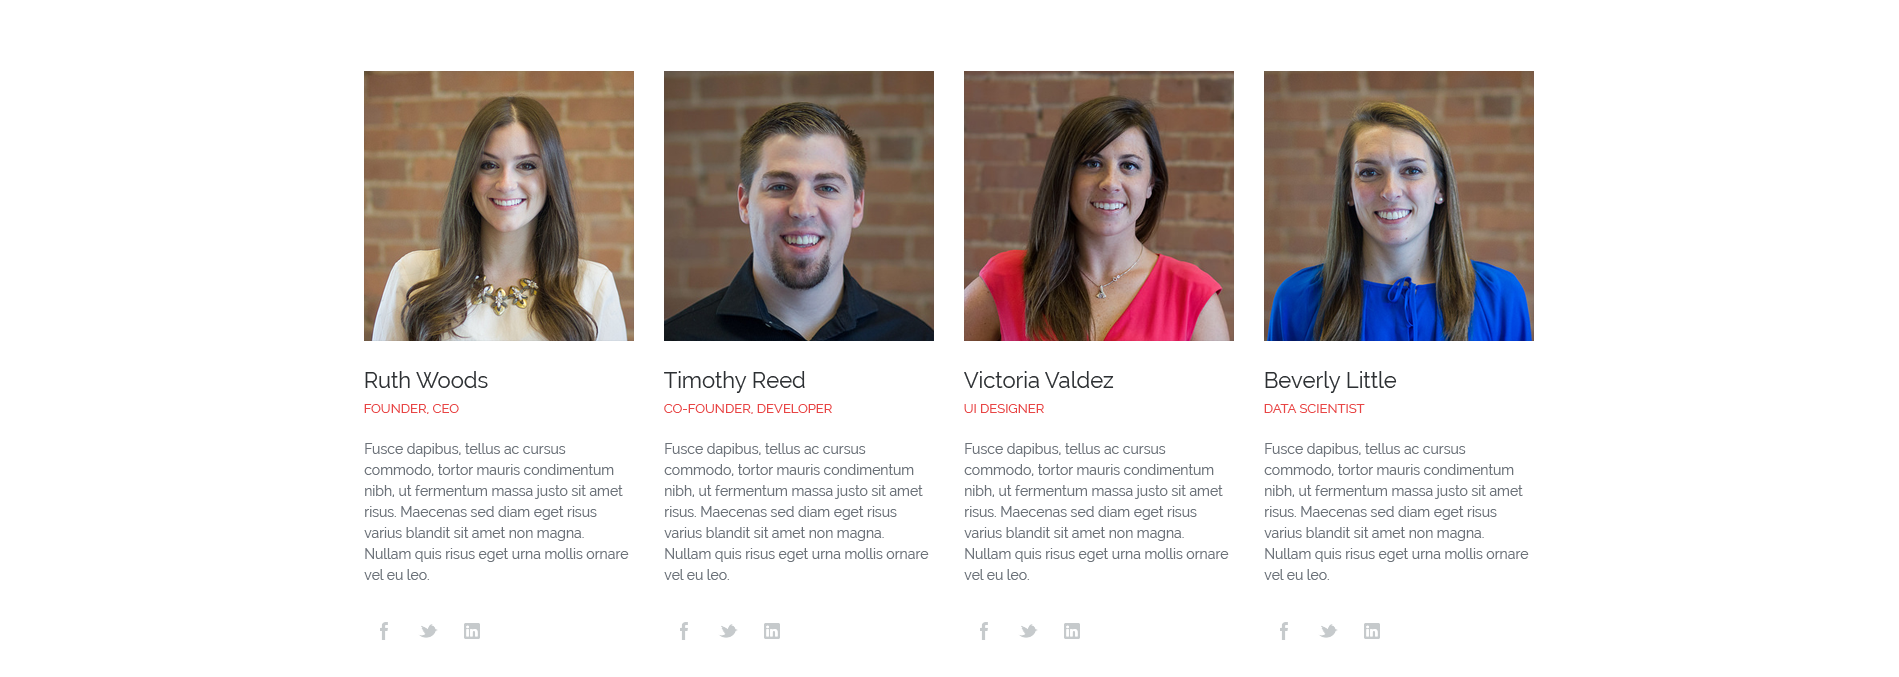 Ruth Woods
FOUNDER, CEO
Fusce dapibus, tellus ac cursus
commodo, tortor mauris condimentum
nibh, ut fermentum massa justo sit amet
risus. Maecenas sed diam eget risus
varius blandit sit amet non magna.
Nullam quis risus eget urna mollis ornare
vel eu leo.
Timothy Reed
CO-FOUNDER, DEVELOPER
Fusce dapibus, tellus ac cursus
commodo, tortor mauris condimentum
nibh, ut fermentum massa justo sit amet
risus. Maecenas sed diam eget risus
varius blandit sit amet non magna.
Nullam quis risus eget urna mollis ornare
vel eu leo.
Victoria Valdez
UI DESIGNER
Fusce dapibus, tellus ac cursus
commodo, tortor mauris condimentum
nibh, ut fermentum massa justo sit amet
risus. Maecenas sed diam eget risus
varius blandit sit amet non magna.
Nullam quis risus eget urna mollis ornare
vel eu leo.
Beverly Little
DATA SCIENTIST
Fusce dapibus, tellus ac cursus
commodo, tortor mauris condimentum
nibh, ut fermentum massa justo sit amet
risus. Maecenas sed diam eget risus
varius blandit sit amet non magna.
Nullam quis risus eget urna mollis ornare
vel eu leo.